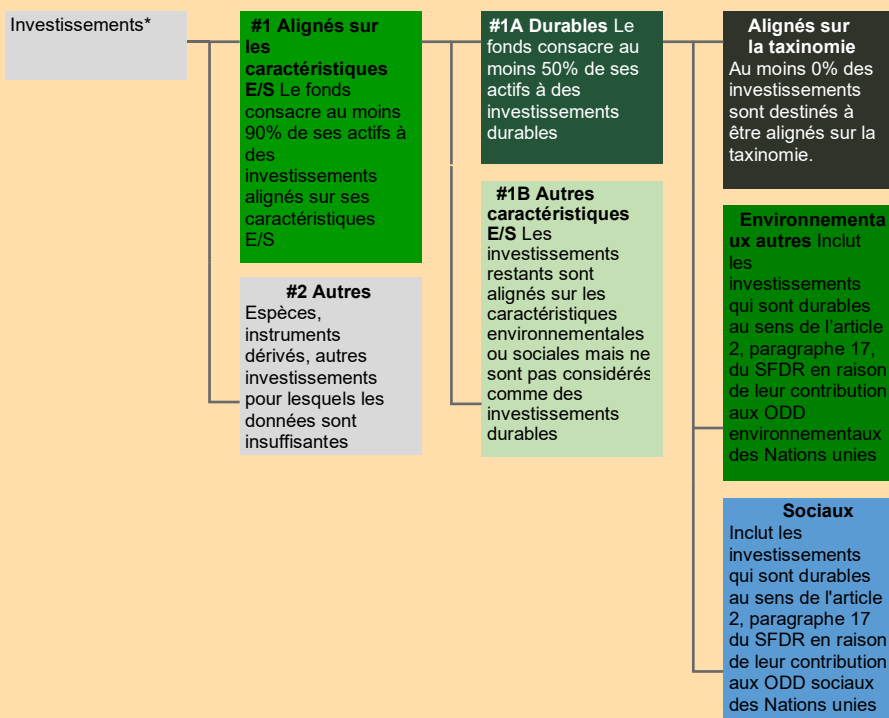 Investissements*
#1 Alignés sur
les
caractéristiques
E/S Le fonds
consacre au moins
90% de ses actifs à
des
investissements
alignés sur ses
caractéristiques
E/S
#2 Autres
Espèces,
instruments
dérivés, autres
investissements
pour lesquels les
données sont
insuffisantes
#1A Durables Le
fonds consacre au
moins 50% de ses
actifs à des
investissements
durables
#1B Autres
caractéristiques
E/S Les
investissements
restants sont
alignés sur les
caractéristiques
environnementales
ou sociales mais ne
sont pas considérés
comme des
investissements
durables
Alignés sur
la taxinomie
Au moins 0% des
investissements
sont destinés à
être alignés sur la
taxinomie.
Environnementa
ux autres Inclut
les
investissements
qui sont durables
au sens de l’article
2, paragraphe 17,
du SFDR en raison
de leur contribution
aux ODD
environnementaux
des Nations unies
Sociaux
Inclut les
investissements
qui sont durables
au sens de l'article
2, paragraphe 17
du SFDR en raison
de leur contribution
aux ODD sociaux
des Nations unies